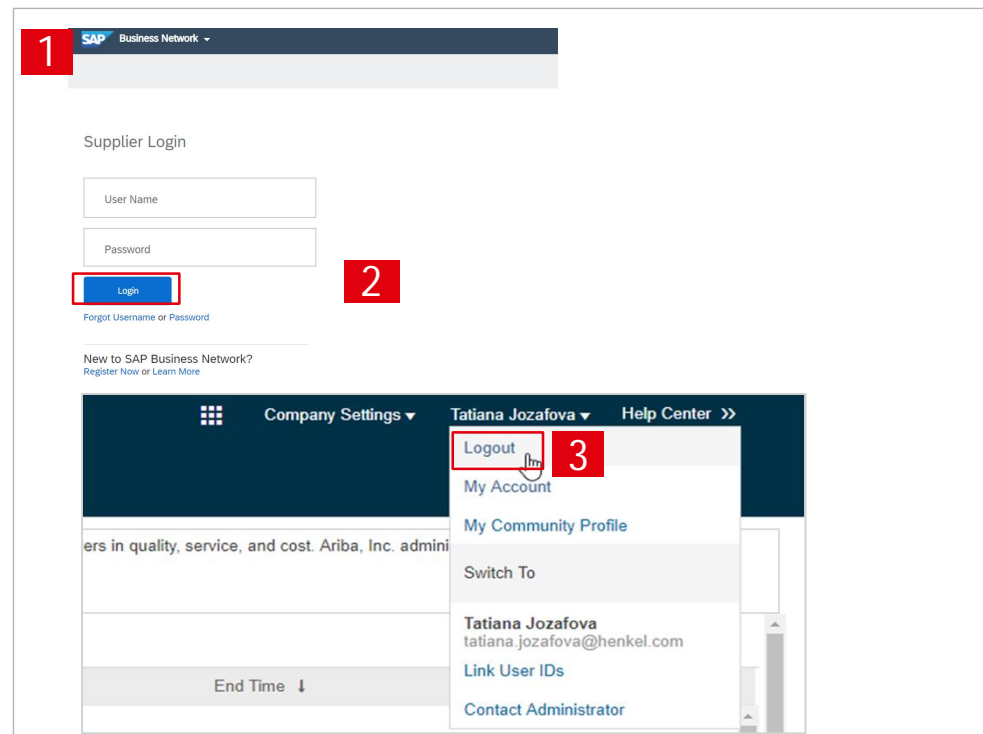 1
SAP Business Network
Supplier Login
User Name
Password
Login
2
Forgot Username or Password
New to SAP Business Network?
Register Now or Learn More
Company Settings Tatiana Jozafova Help Center »
Logout
3
My Account
My Community Profile
ers in quality, service, and cost. Ariba, Inc. admini
Switch To
Tatiana Jozafova
tatiana.jozafova@henkel.com
Link User IDs
End Time ↓
Contact Administrator